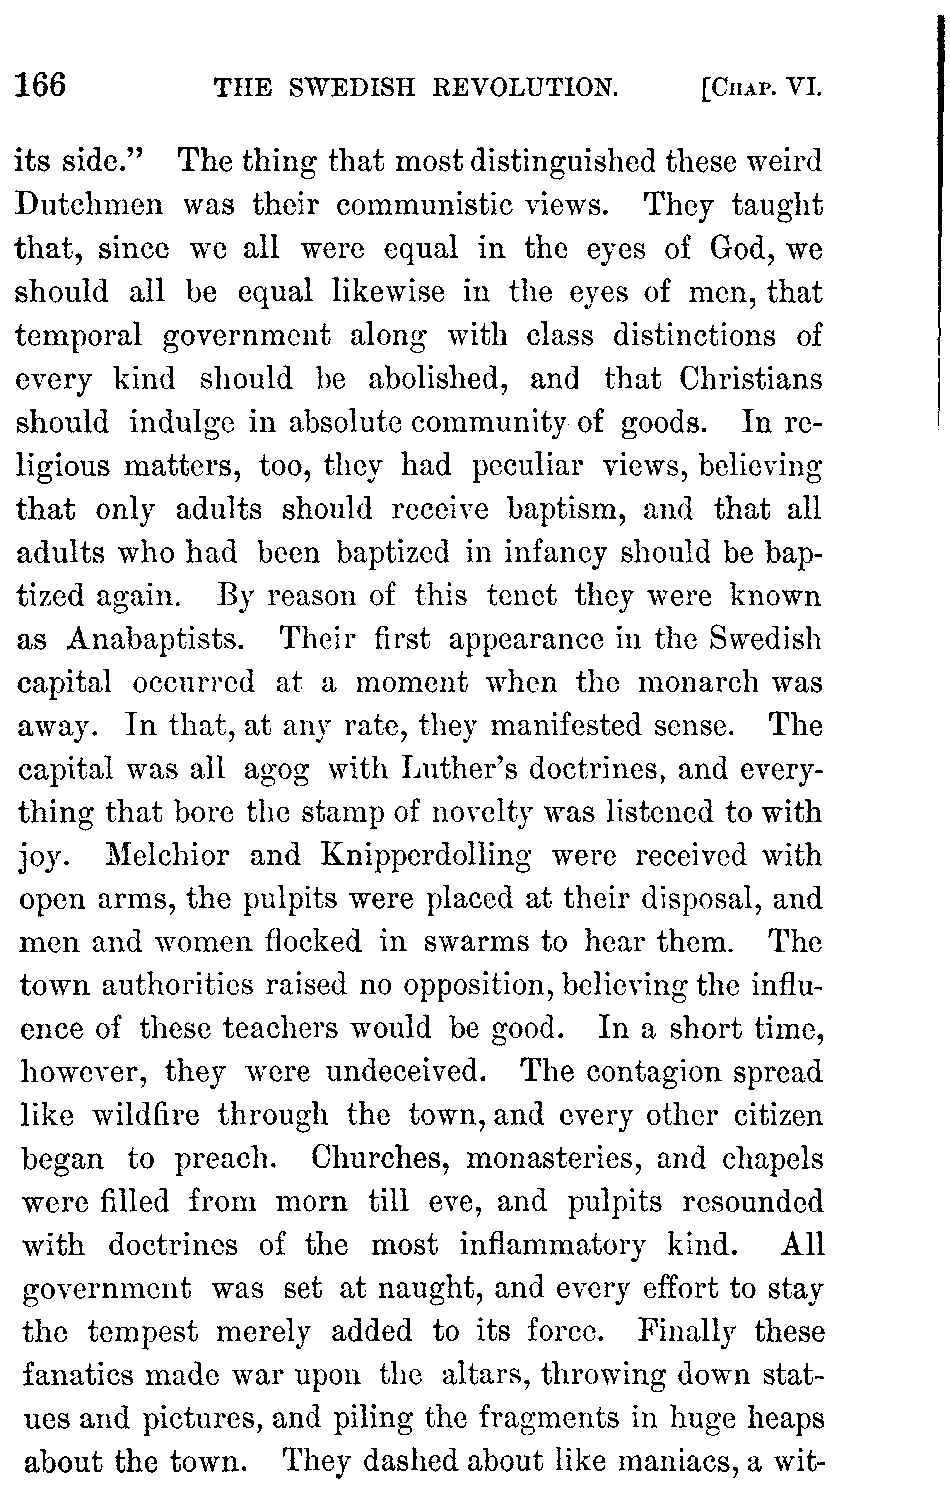 166 THE SWEDISH REVOLUTION. [CHAP. VI.
its side.” The thing that most distinguished these weird
Dutchmen was their communistic views. They taught
that, since we all were equal in the eyes of God, we
should all be equal likewise in the eyes of men, that
temporal government along with class distinctions of
every kind should be abolished, and that Christians
should indulge in absolute community of goods. In re-
ligious matters, too, they had peculiar views, believing
that only adults should receive baptism, and that all
adults who had been baptized in infancy should be bap-
tized again. By reason of this tenet they were known
as Anabaptists. Their first appearance in the Swedish
capital occurred at a moment when the monarch was
away. In that, at any rate, they manifested sense. The
capital was all agog with Luther’s doctrines, and every-
thing that bore the stamp of novelty was listened to with
joy. Melchior and Knipperdolling were received with
open arms, the pulpits were placed at their disposal, and
men and women flocked in swarms to hear them. The
town authorities raised no opposition, believing the influ-
ence of these teachers would be good. In a short time,
however, they were undeceived. The contagion spread
like wildfire through the town, and every other citizen
began to preach. Churches, monasteries, and chapels
were filled from morn till eve, and pulpits resounded
with doctrines of the most inflammatory kind. All
government was set at naught, and every effort to stay
the tempest merely added to its force. Finally these
fanatics made war upon the altars, throwing down stat-
ues and pictures, and piling the fragments in huge heaps
about the town. They dashed about like maniacs, a wit-